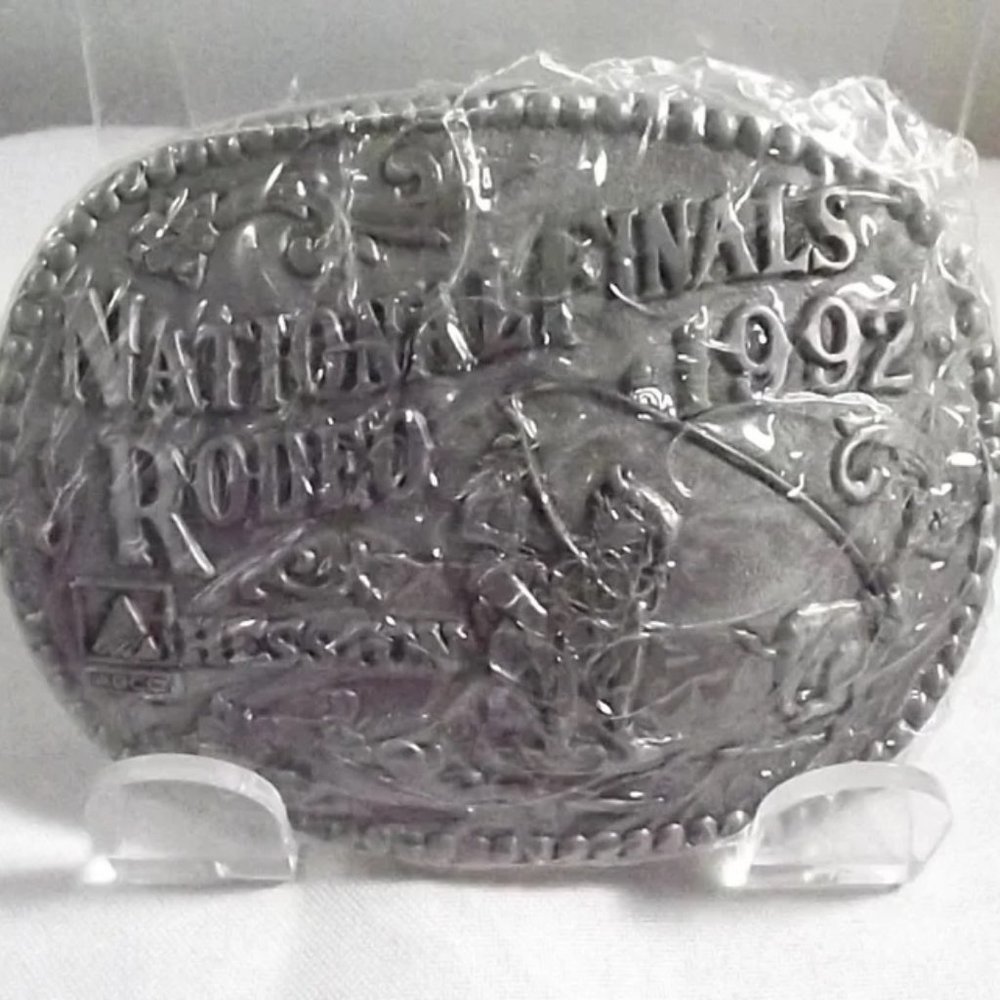 NATIONAL FINALS
1992
RODEO
HESSTON